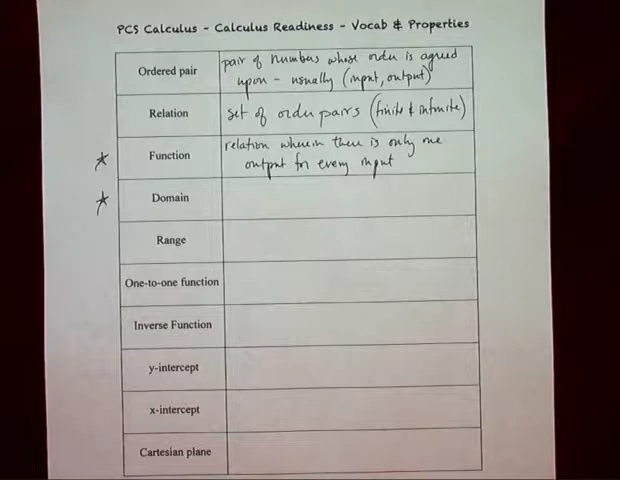 PCS Calculus - Calculus Readiness - Vocab & Properties
Ordered pair
pair of numbers whose order is agreed
upon - usually (input, output)
Relation
set of order pairs (finite & infinite)
Function
relation wherein there is only one
output for every input
Domain
Range
One-to-one function
Inverse Function
y-intercept
x-intercept
Cartesian plane